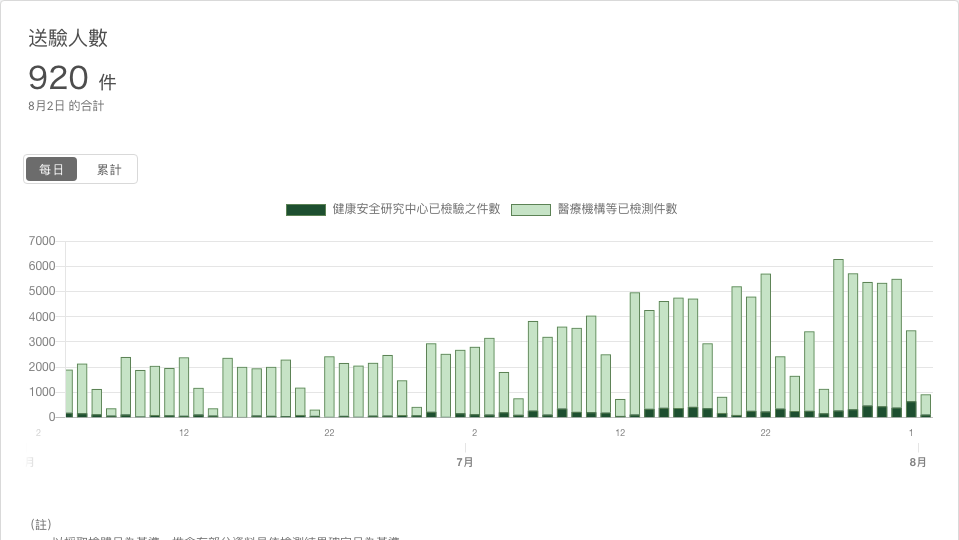 送驗人數
920 件
8月2日 的合計
每日 累計
健康安全研究中心已檢驗之件數 醫療機構等已檢測件數
7000
6000
5000
4000
3000
2000
1000
0
2 12 22 2 12 22 1
月 7月 8月
(註)